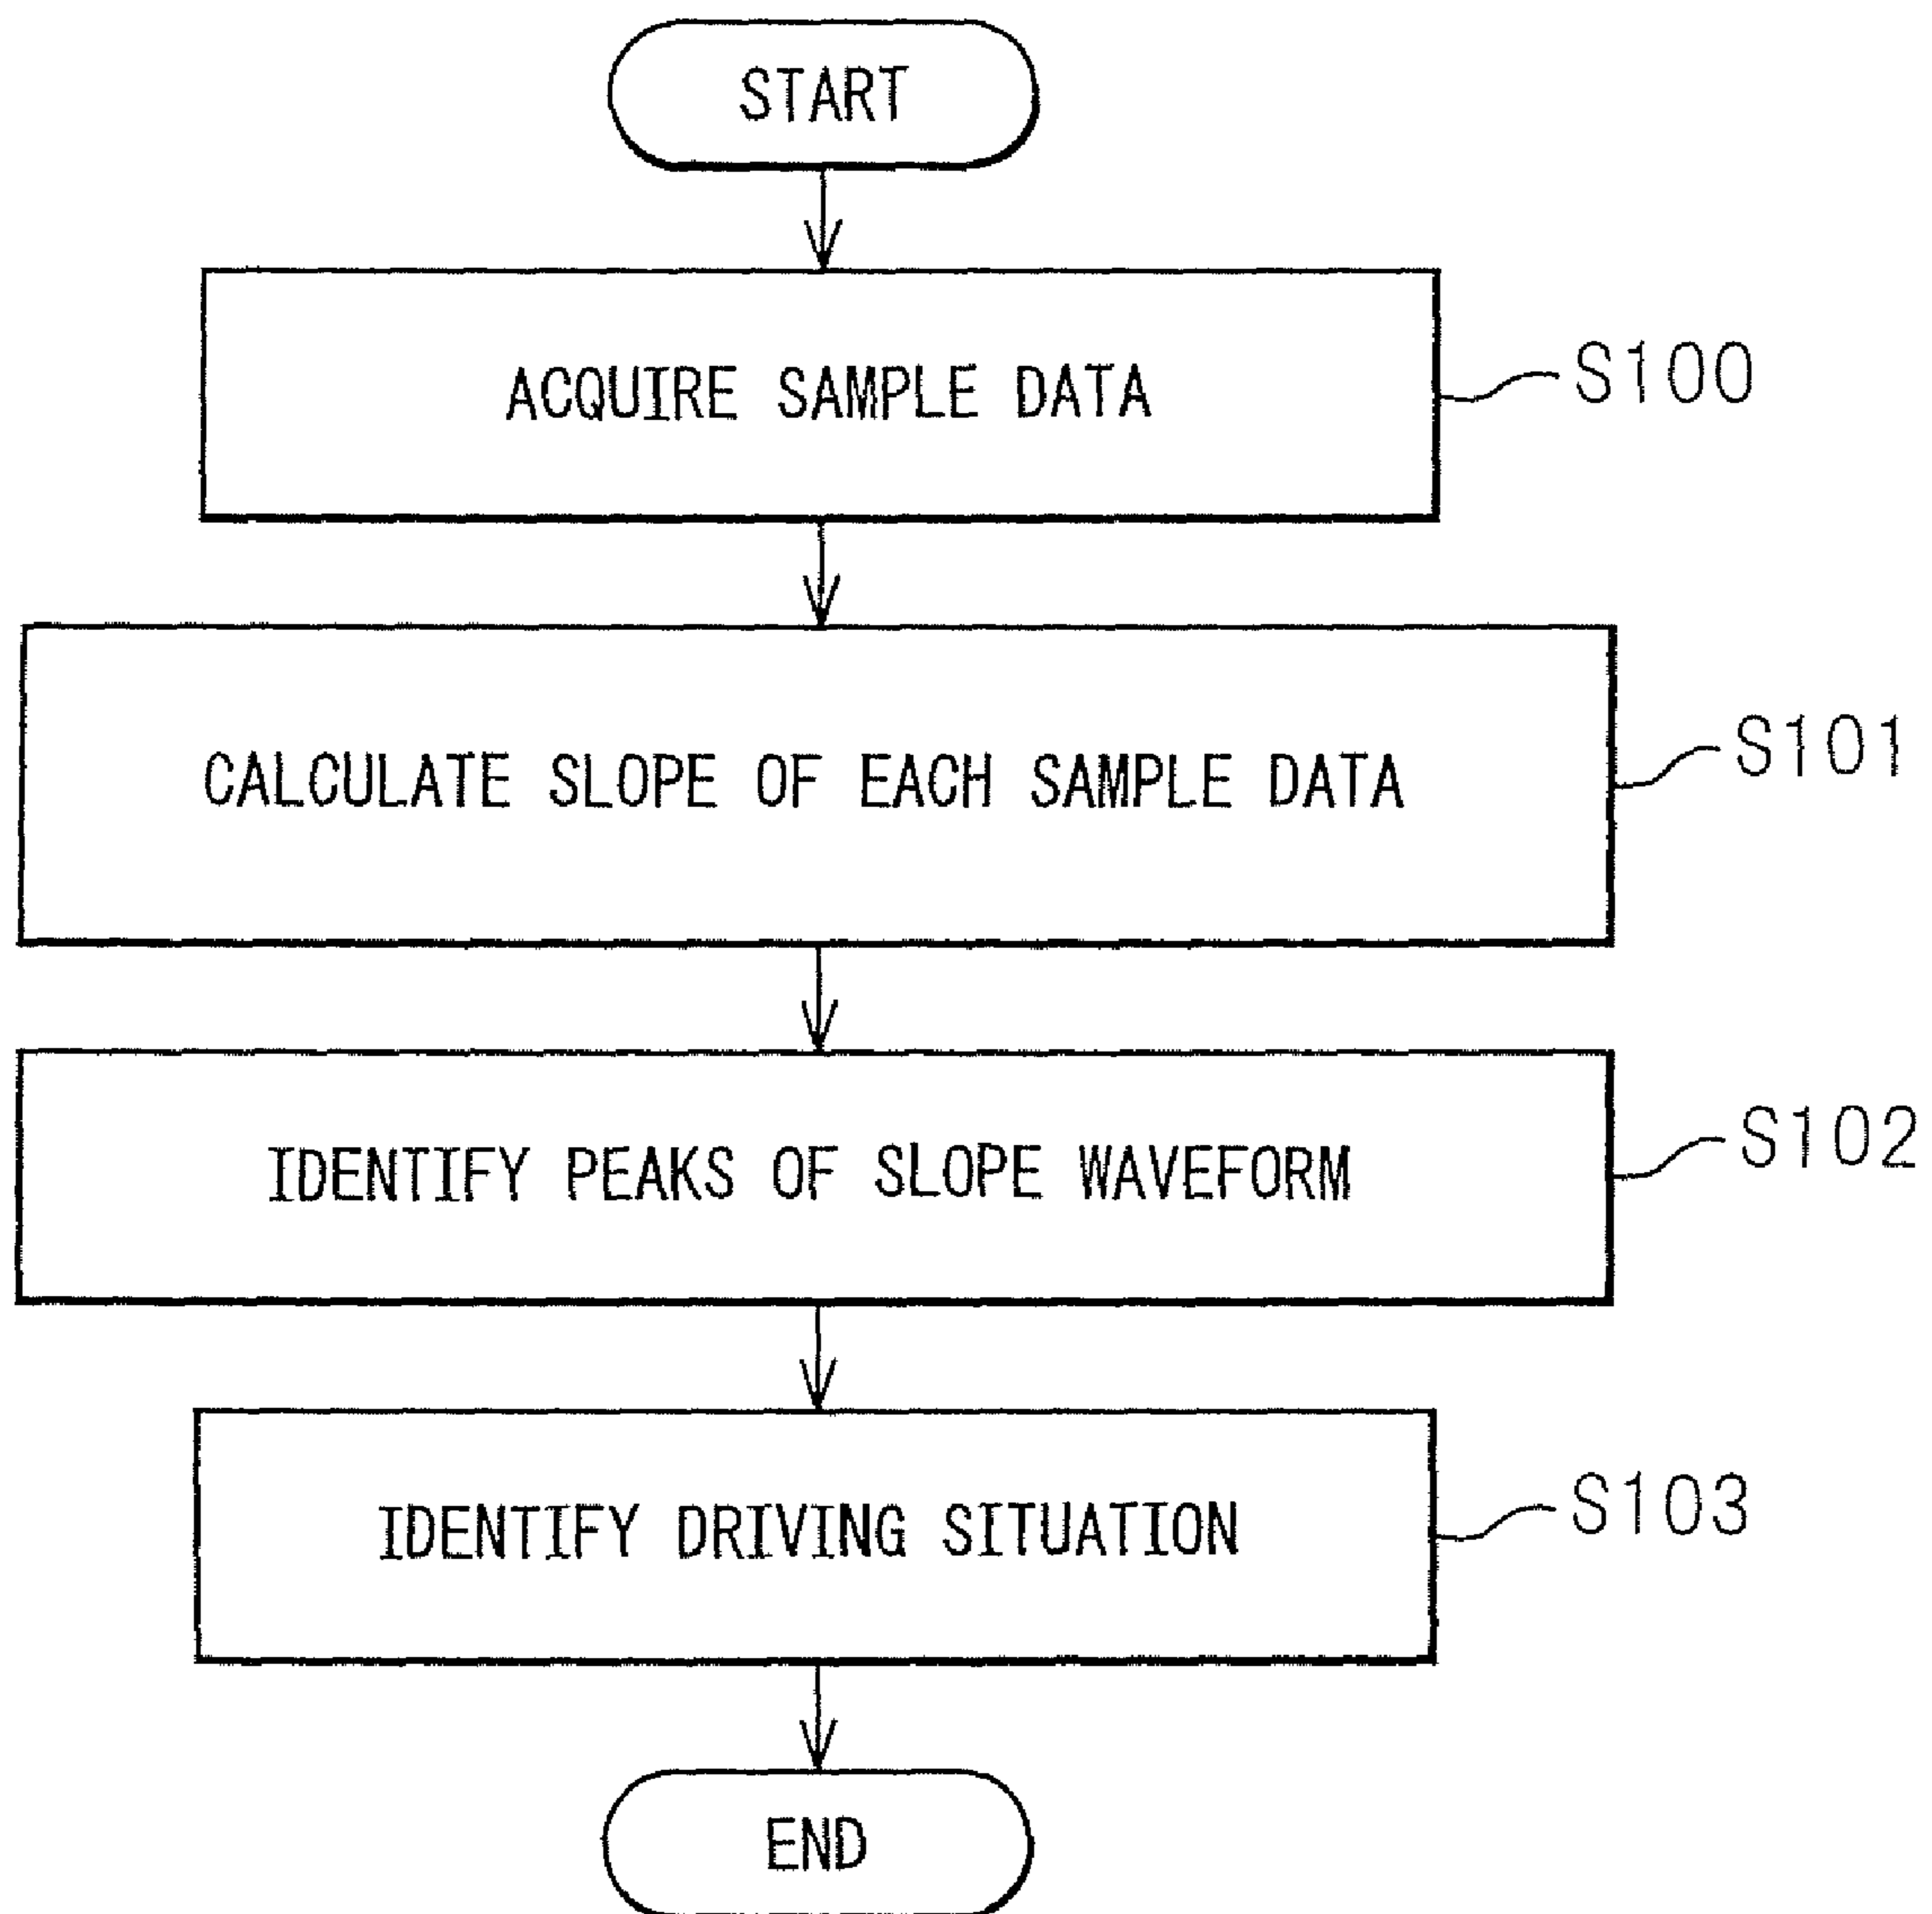 START
ACQUIRE SAMPLE DATA
S100
CALCULATE SLOPE OF EACH SAMPLE DATA
S101
IDENTIFY PEAKS OF SLOPE WAVEFORM
S102
IDENTIFY DRIVING SITUATION
S103
END